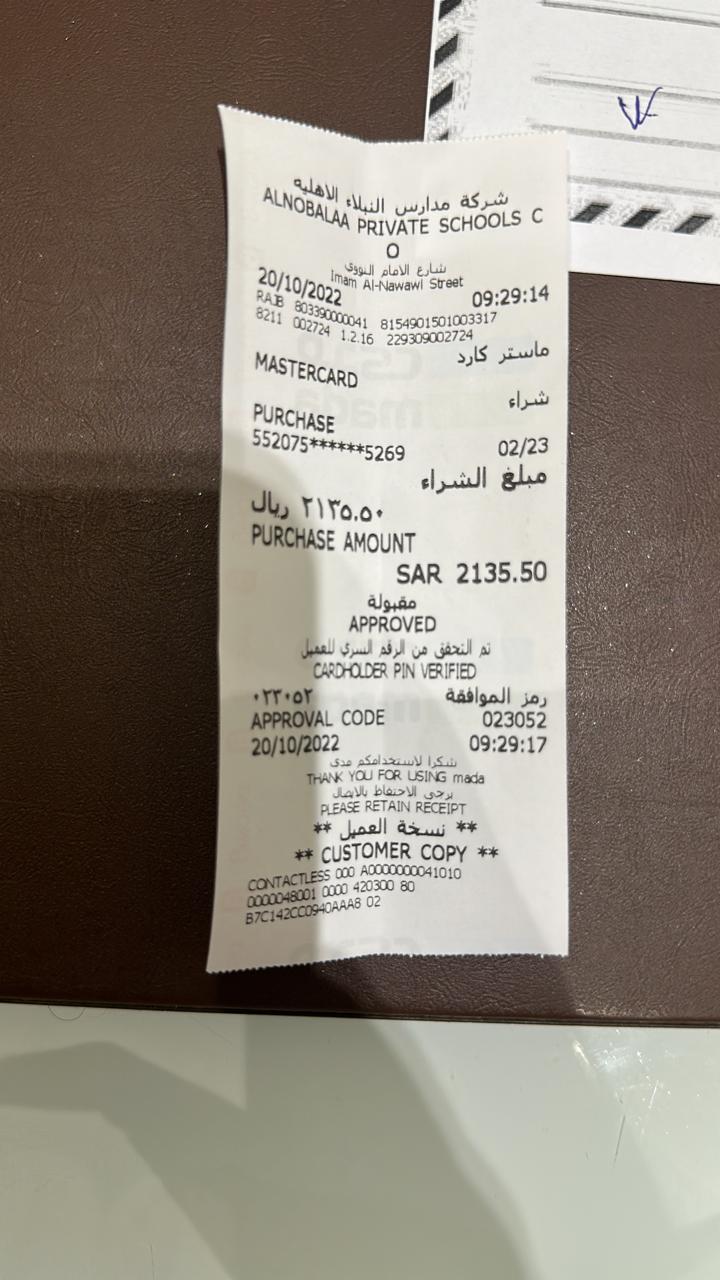 شركة مدارس النبلاء الاهليه
ALNOBALAA PRIVATE SCHOOLS C
O
شارع الامام النووي
Imam Al-Nawawi Street
20/10/2022 09:29:14
RAJB 803390000041 8154901501003317
8211 002724 1.2.16 229309002724
ماستر كارد
MASTERCARD
شراء
PURCHASE
552075******5269 02/23
مبلغ الشراء
٢١٣٥.٥٠ ريال
PURCHASE AMOUNT
SAR 2135.50
مقبولة
APPROVED
تم التحقق من الرقم السري للعميل
CARDHOLDER PIN VERIFIED
رمز الموافقة ٠٢٣٠٥٢
APPROVAL CODE 023052
20/10/2022 09:29:17
شكرا لاستخدامكم مدى
THANK YOU FOR USING mada
يرجى الاحتفاظ بالايصال
PLEASE RETAIN RECEIPT
** نسخة العميل **
** CUSTOMER COPY **
CONTACTLESS 000 A0000000041010
0000048001 0000 420300 80
B7C142CC0940AAA8 02